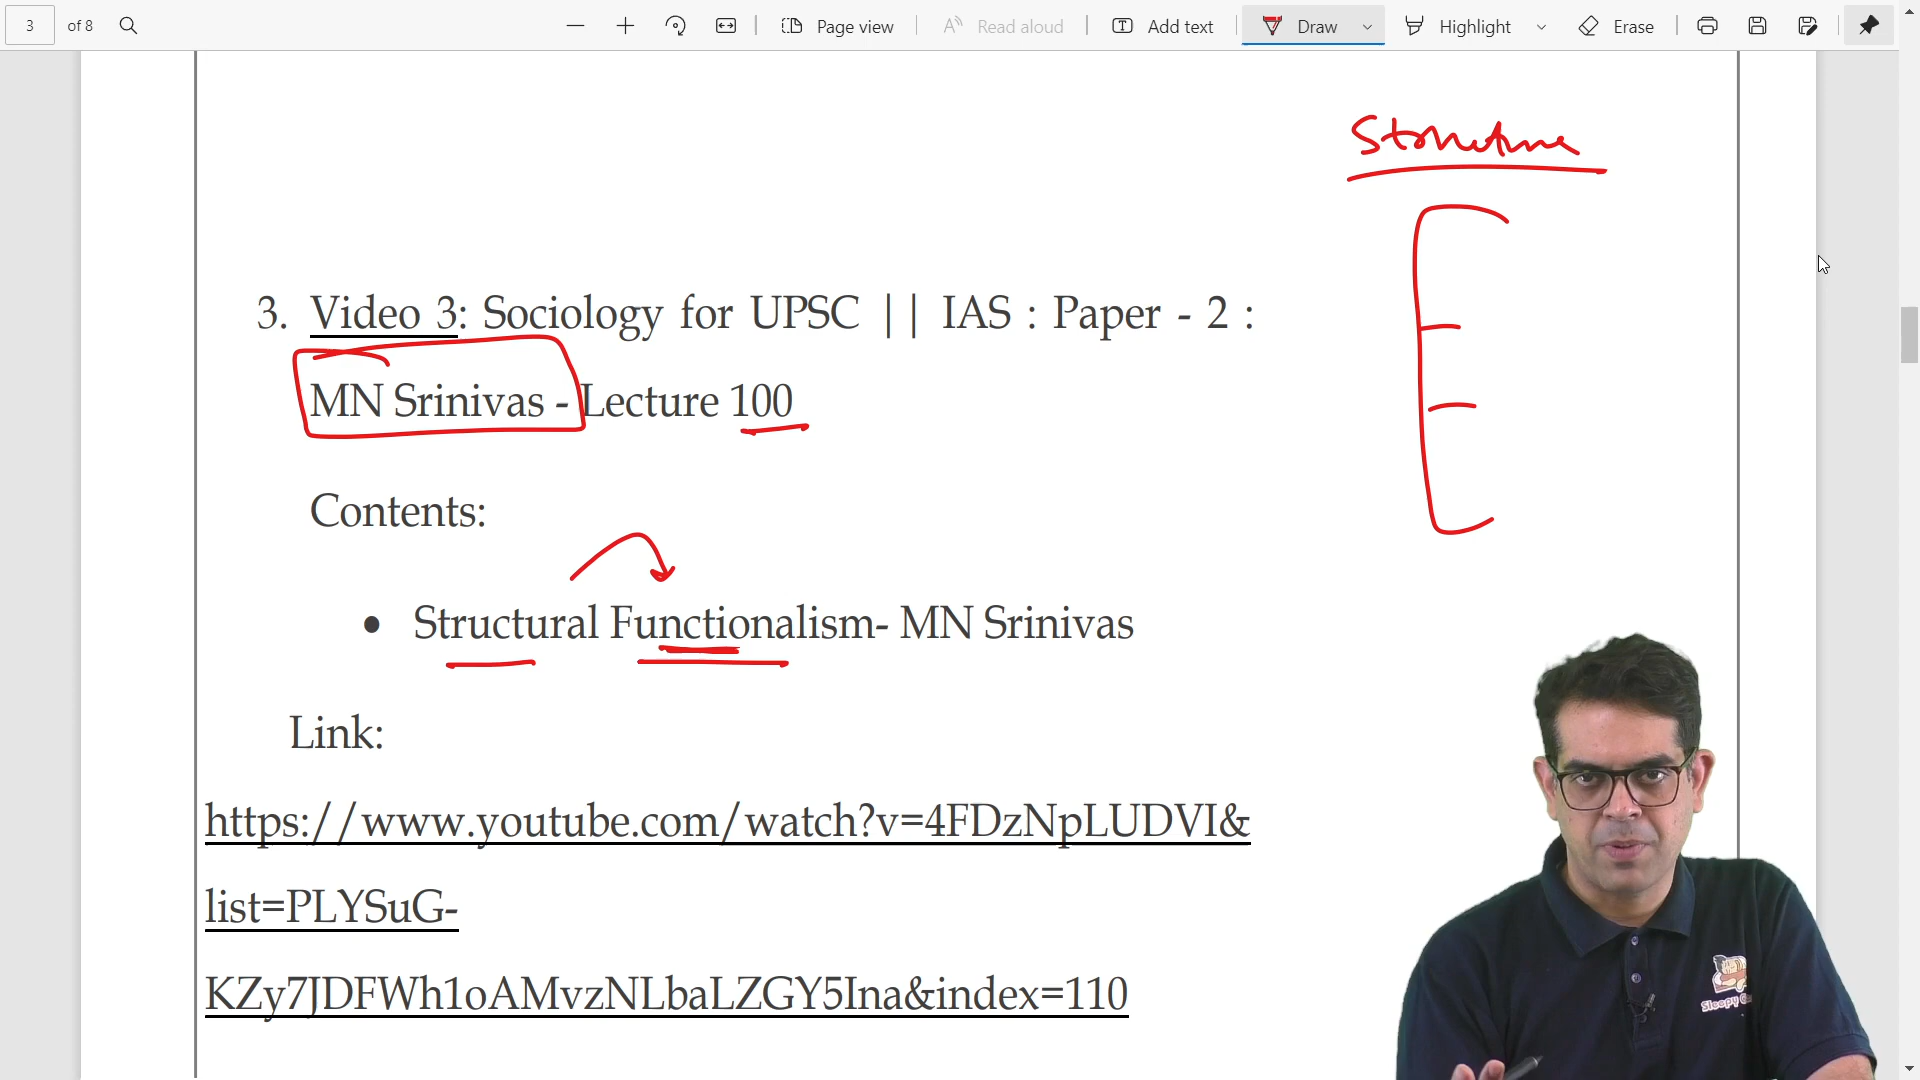 3 of 8 Page view Read aloud Add text Draw Highlight Erase
Structure
3. Video 3: Sociology for UPSC || IAS : Paper - 2 :
MN Srinivas - Lecture 100
Contents:
• Structural Functionalism- MN Srinivas
Link:
https://www.youtube.com/watch?v=4FDzNpLUDVI&
list=PLYSuG-
KZy7JDFWh1oAMvzNLbaLZGY5Ina&index=110
Sleepy